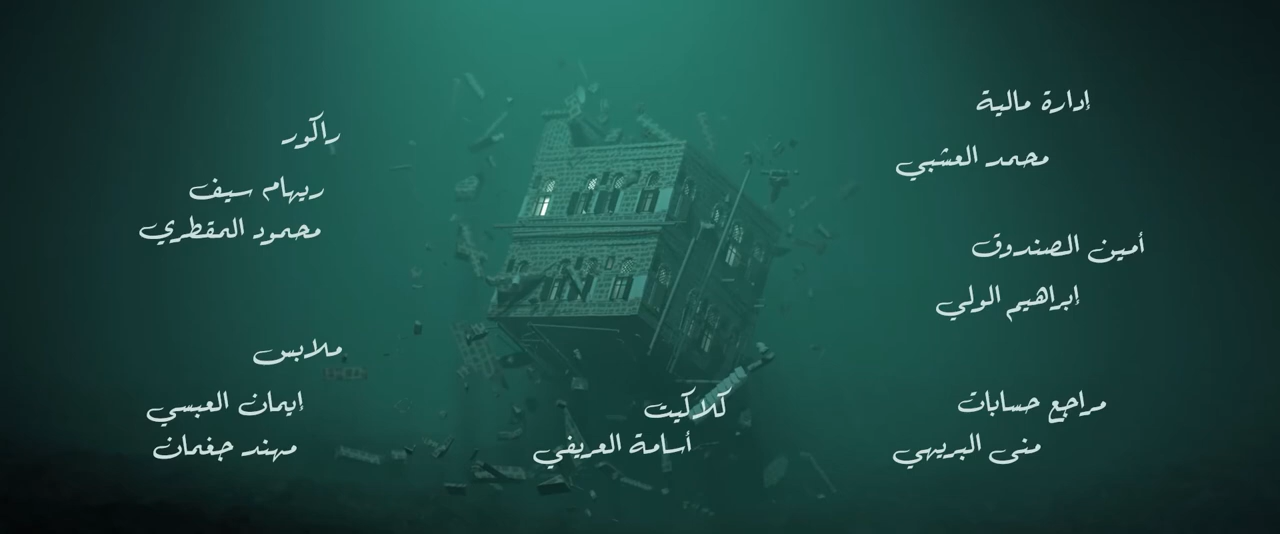 إدارة مالية
محمد العشبي
أمين الصندوق
إبراهيم الولي
مراجع حسابات
منى البريهي
كلاكيت
أسامة العريفي
راكور
ريهام سيف
محمود المقطري
ملابس
إيمان العبسي
مهند جغمان